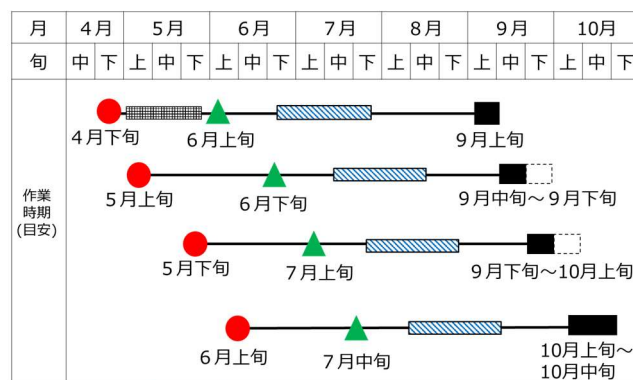 月 4月 5月 6月 7月 8月 9月 10月
旬 中 下 上 中 下 上 中 下 上 中 下 上 中 下 上 中 下 上 中 下
作業
時期
(目安)
4月下旬 6月上旬 9月上旬
5月上旬 6月下旬 9月中旬～9月下旬
5月下旬 7月上旬 9月下旬～10月上旬
6月上旬 7月中旬 10月上旬～
10月中旬